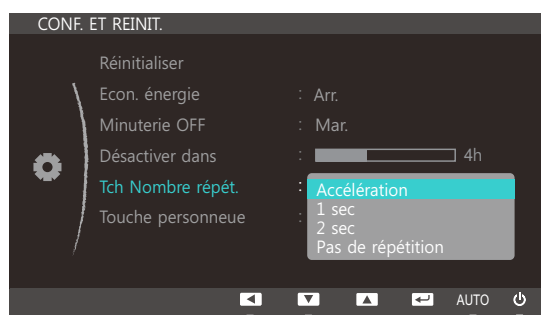 CONF. ET REINIT.
Réinitialiser
Econ. énergie : Arr.
Minuterie OFF : Mar.
Désactiver dans : 4h
Tch Nombre répét. : Accélération
1 sec
2 sec
Pas de répétition
Touche personneue :
AUTO